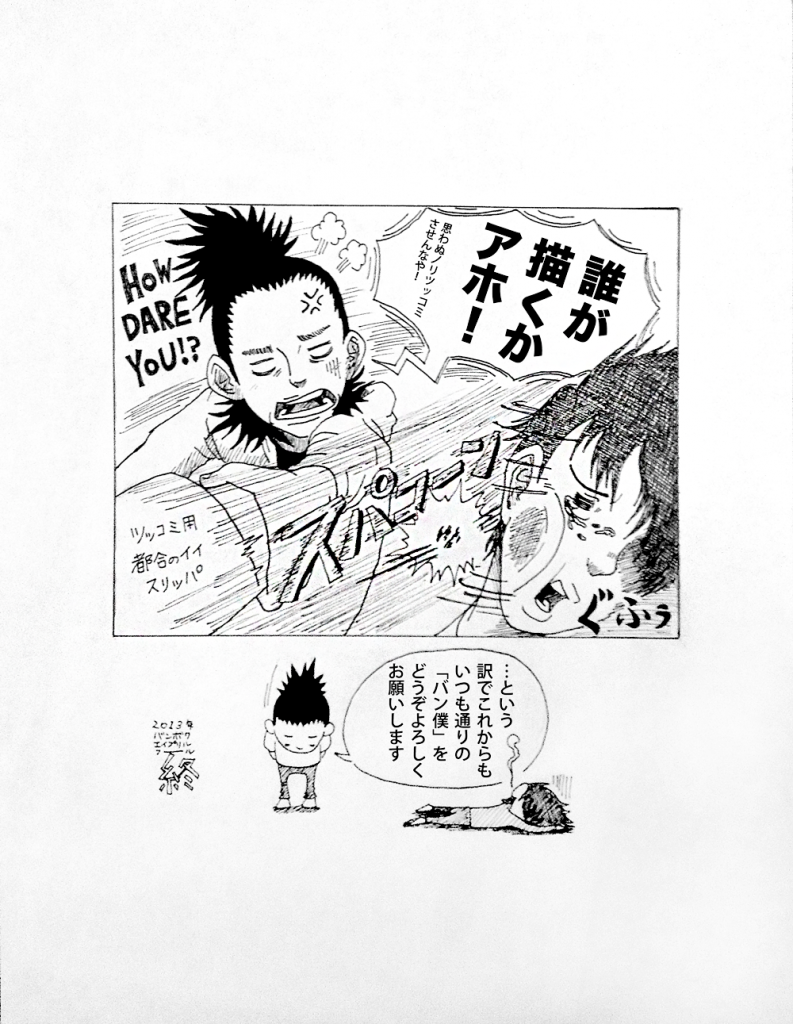 誰が
描くか
アホ!
思わぬノリツッコミ
させんなや!
HOW
DARE
YOU!?
スパコーン
ツッコミ用
都合のイイ
スリッパ
ぐふぅ
…という
訳でこれからも
いつも通りの
「バン僕」を
どうぞよろしく
お願いします
2013年
バンボク
エイプリル
フール
終